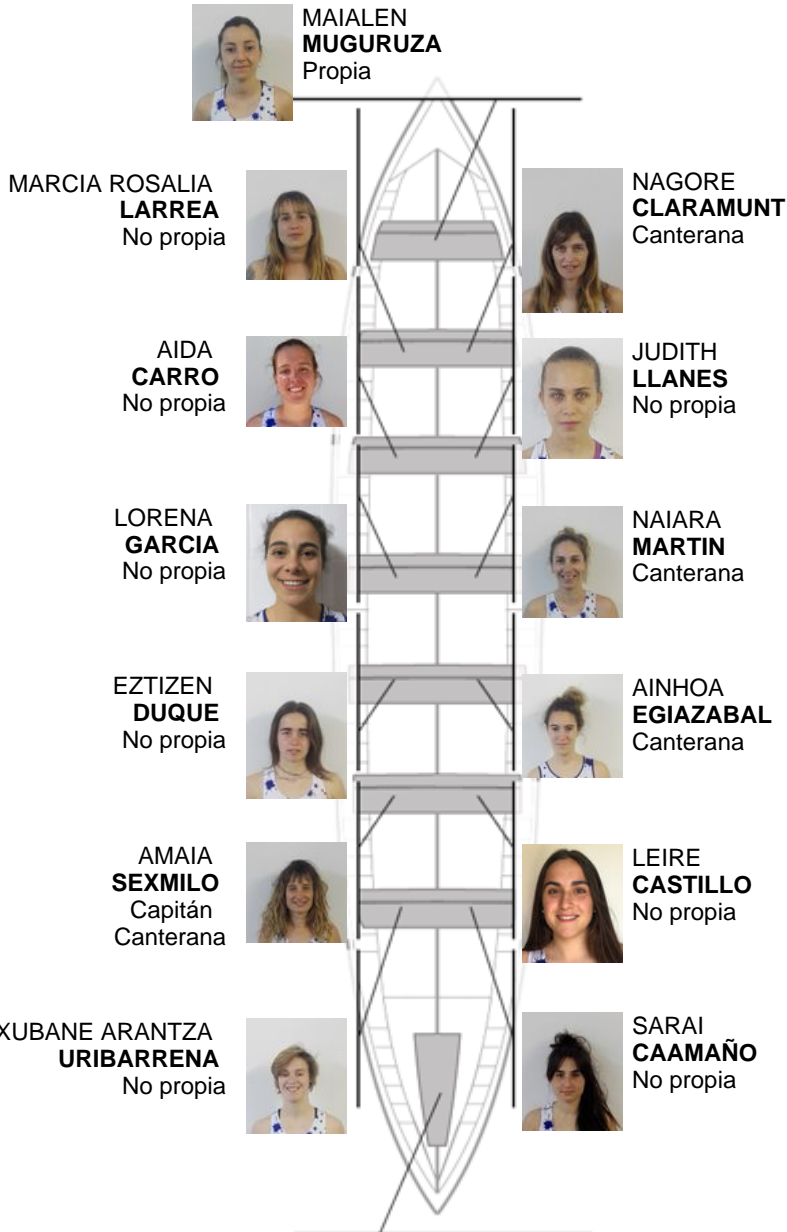 MAIALEN
MUGURUZA
Propia
MARCIA ROSALIA
LARREA
No propia
NAGORE
CLARAMUNT
Canterana
AIDA
CARRO
No propia
JUDITH
LLANES
No propia
LORENA
GARCIA
No propia
NAIARA
MARTIN
Canterana
EZTIZEN
DUQUE
No propia
AINHOA
EGIAZABAL
Canterana
AMAIA
SEXMILO
Capitán
Canterana
LEIRE
CASTILLO
No propia
XUBANE ARANTZA
URIBARRENA
No propia
SARAI
CAAMAÑO
No propia